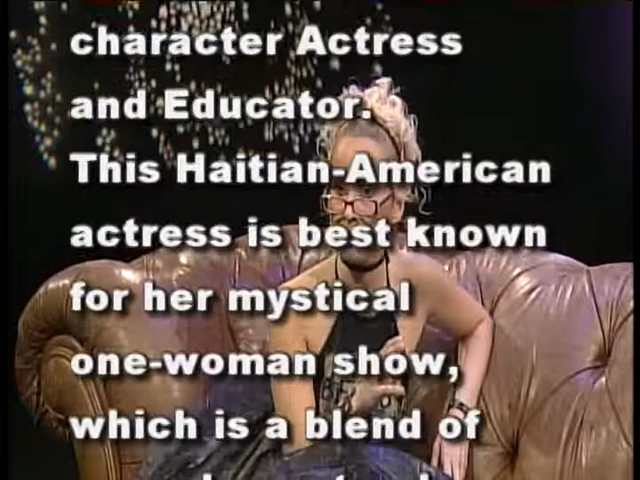 character Actress
and Educator.
This Haitian-American
actress is best known
for her mystical
one-woman show,
which is a blend of